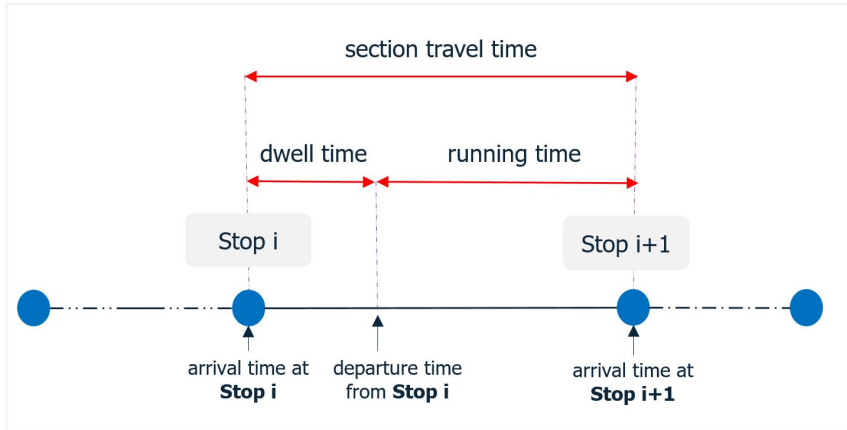 section travel time
dwell time
running time
Stop i
Stop i+1
arrival time at
Stop i
departure time
from Stop i
arrival time at
Stop i+1